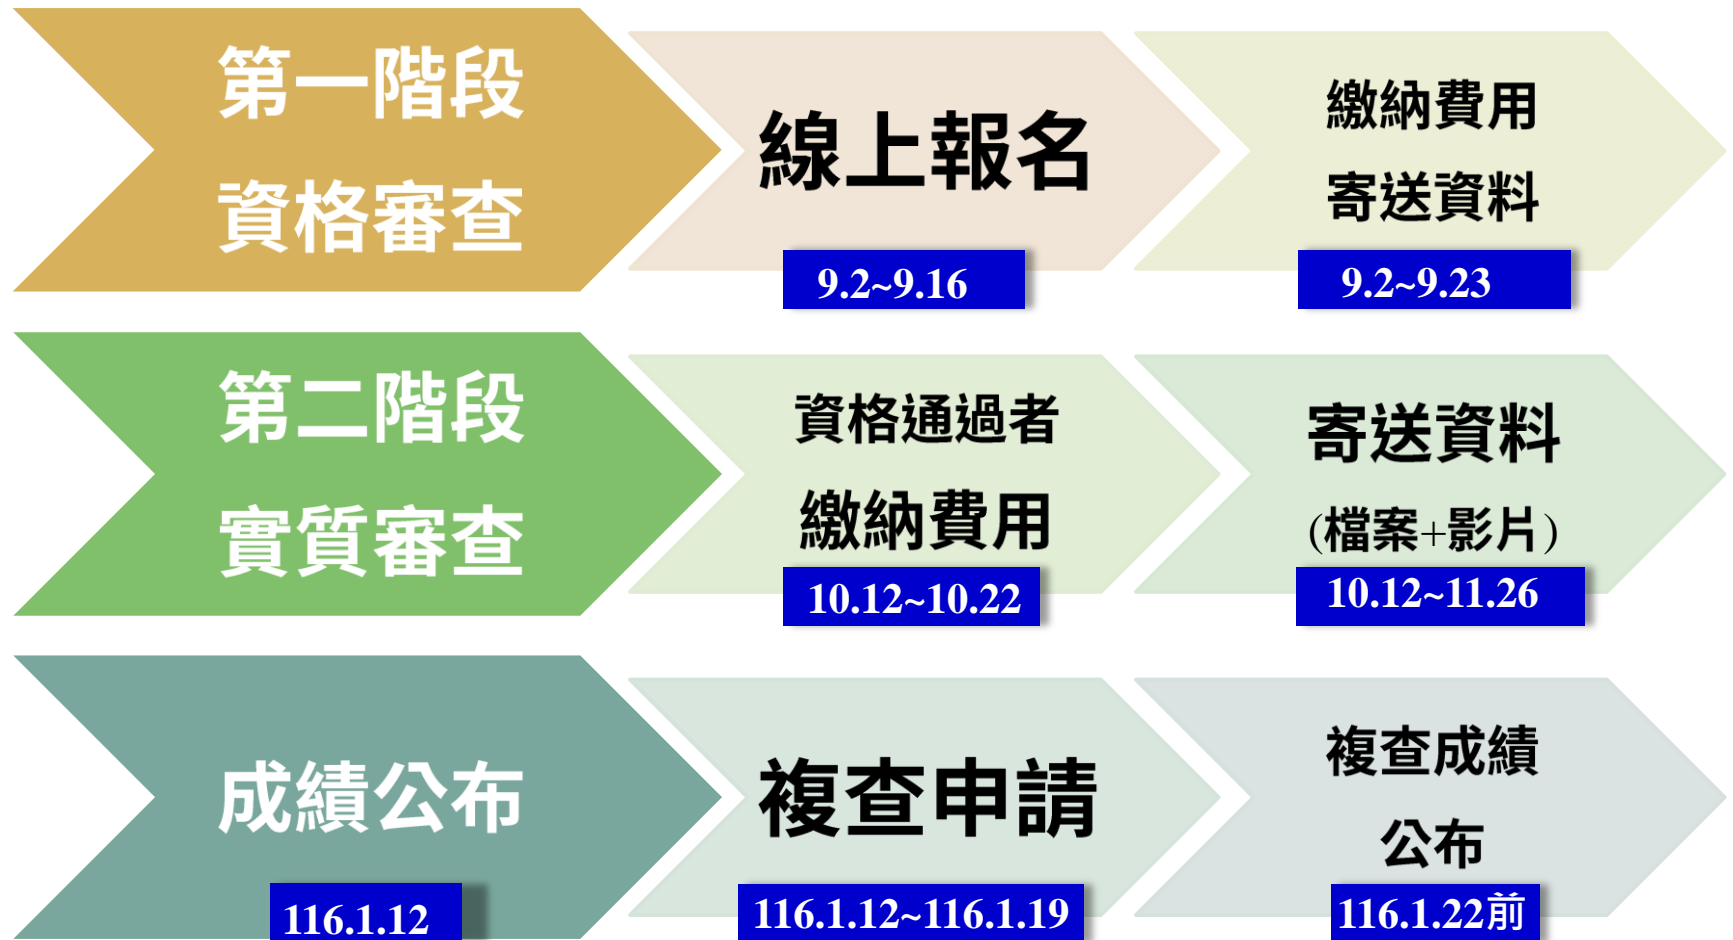 第一階段
資格審查
線上報名
9.2~9.16
繳納費用
寄送資料
9.2~9.23
第二階段
實質審查
資格通過者
繳納費用
10.12~10.22
寄送資料
(檔案+影片)
10.12~11.26
成績公布
116.1.12
複查申請
116.1.12~116.1.19
複查成績
公布
116.1.22前